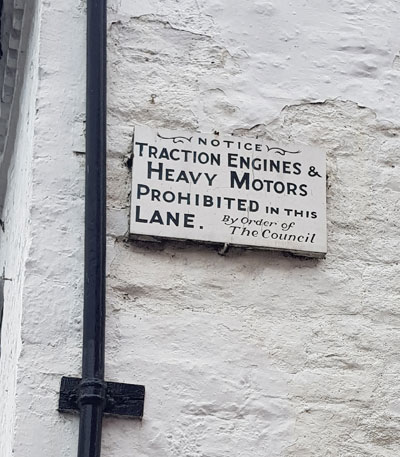 NOTICE
TRACTION ENGINES &
HEAVY MOTORS
PROHIBITED IN THIS
LANE. By Order of
The Council